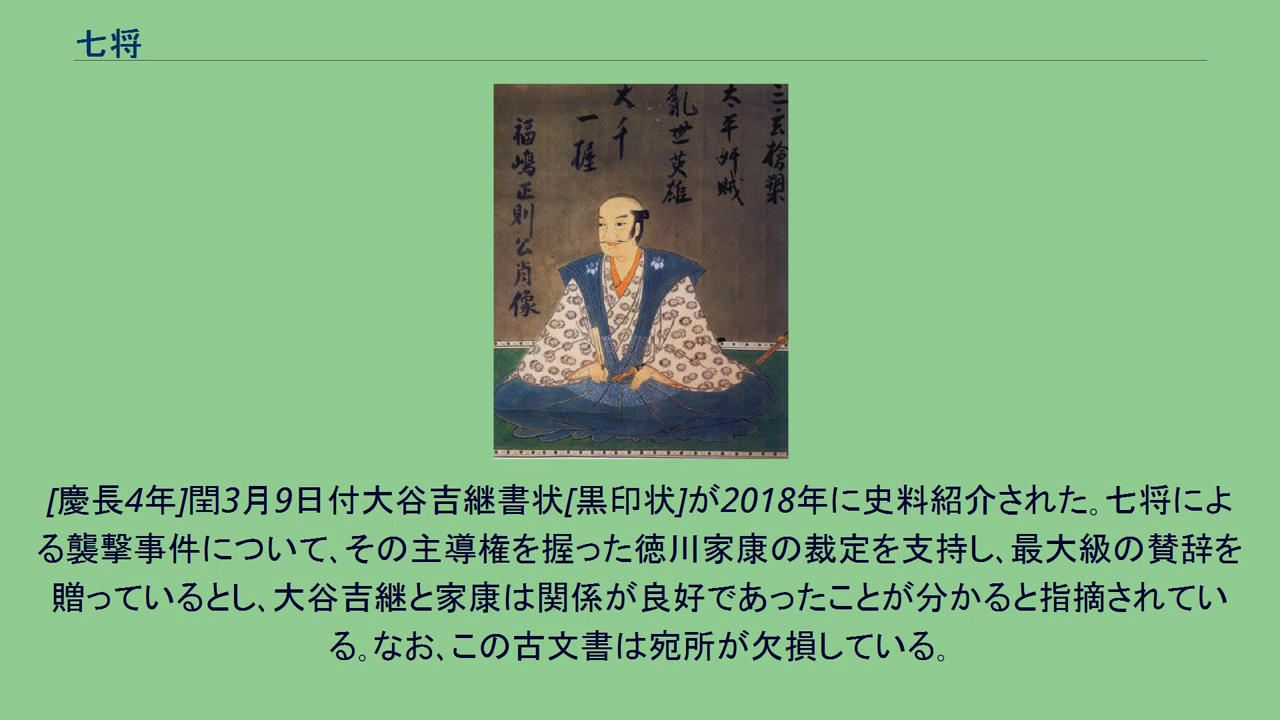 七将
三玄槍槊
太平奸賊
亂世英雄
大千
一握
福嶋正則公肖像
[慶長4年]閏3月9日付大谷吉継書状[黒印状]が2018年に史料紹介された。七将によ
る襲撃事件について、その主導権を握った徳川家康の裁定を支持し、最大級の賛辞を
贈っているとし、大谷吉継と家康は関係が良好であったことが分かると指摘されてい
る。なお、この古文書は宛所が欠損している。